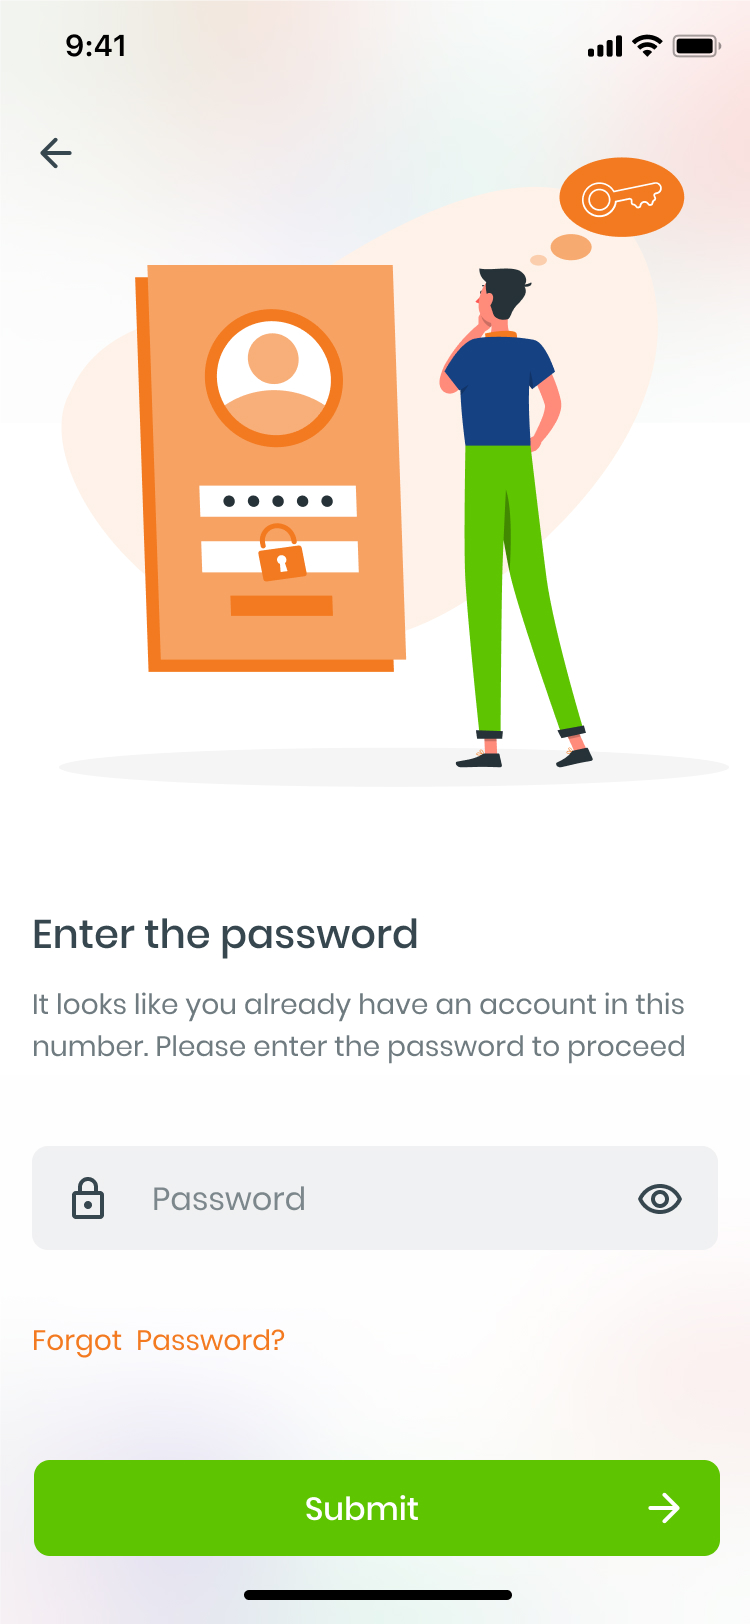 9:41
Enter the password
It looks like you already have an account in this
number. Please enter the password to proceed
Password
Forgot Password?
Submit